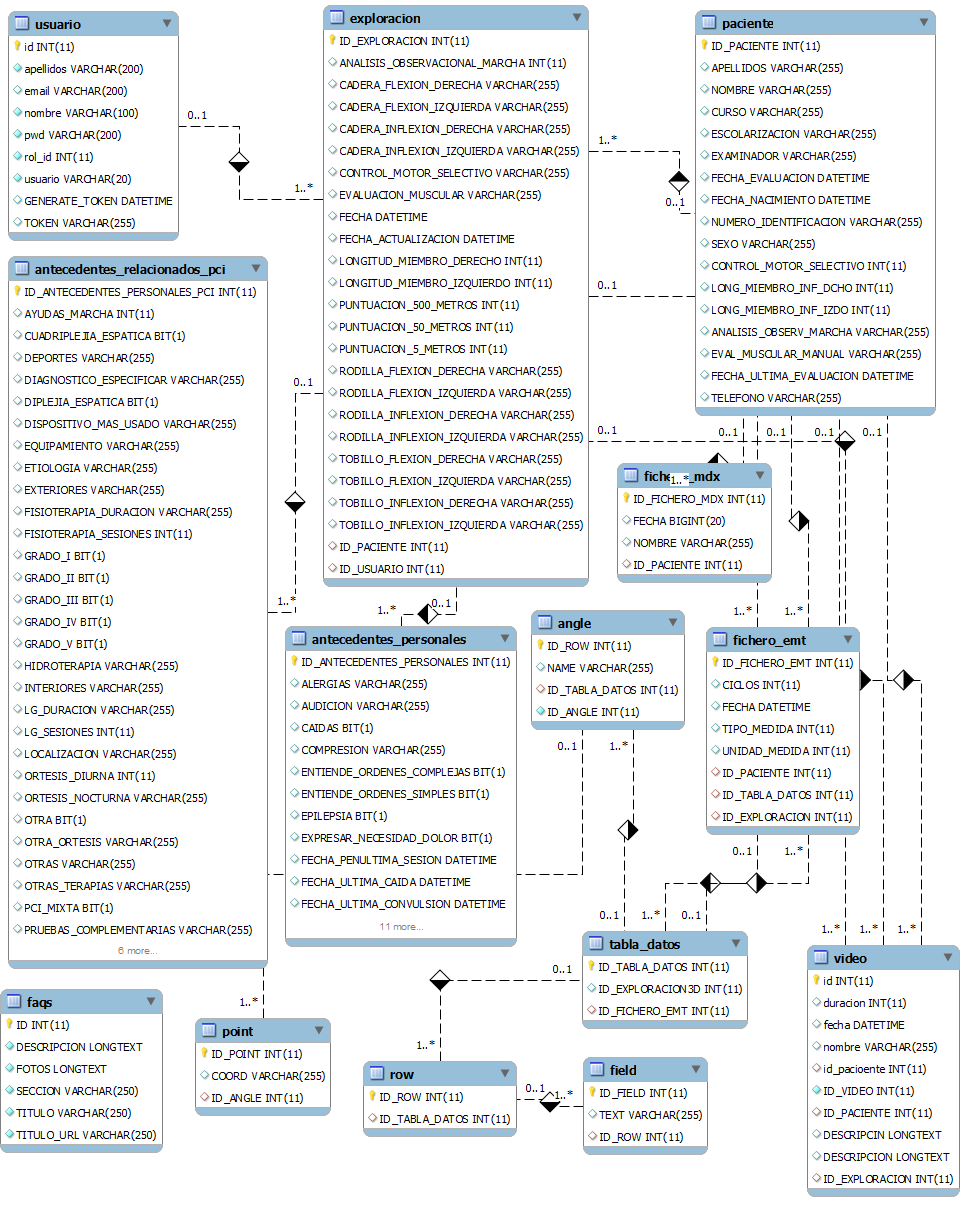 usuario
id INT(11)
apellidos VARCHAR(200)
email VARCHAR(200)
nombre VARCHAR(100)
pwd VARCHAR(200)
rol_id INT(11)
usuario VARCHAR(20)
GENERATE_TOKEN DATETIME
TOKEN VARCHAR(255)
0..1
1..*
exploracion
ID_EXPLORACION INT(11)
ANALISIS_OBSERVACIONAL_MARCHA INT(11)
CADERA_FLEXION_DERECHA VARCHAR(255)
CADERA_FLEXION_IZQUIERDA VARCHAR(255)
CADERA_INFLEXION_DERECHA VARCHAR(255)
CADERA_INFLEXION_IZQUIERDA VARCHAR(255)
CONTROL_MOTOR_SELECTIVO VARCHAR(255)
EVALUACION_MUSCULAR VARCHAR(255)
FECHA DATETIME
FECHA_ACTUALIZACION DATETIME
LONGITUD_MIEMBRO_DERECHO INT(11)
LONGITUD_MIEMBRO_IZQUIERDO INT(11)
PUNTUACION_500_METROS INT(11)
PUNTUACION_50_METROS INT(11)
PUNTUACION_5_METROS INT(11)
RODILLA_FLEXION_DERECHA VARCHAR(255)
RODILLA_FLEXION_IZQUIERDA VARCHAR(255)
RODILLA_INFLEXION_DERECHA VARCHAR(255)
RODILLA_INFLEXION_IZQUIERDA VARCHAR(255)
TOBILLO_FLEXION_DERECHA VARCHAR(255)
TOBILLO_FLEXION_IZQUIERDA VARCHAR(255)
TOBILLO_INFLEXION_DERECHA VARCHAR(255)
TOBILLO_INFLEXION_IZQUIERDA VARCHAR(255)
ID_PACIENTE INT(11)
ID_USUARIO INT(11)
1..*
0..1
0..1
0..1
paciente
ID_PACIENTE INT(11)
APELLIDOS VARCHAR(255)
NOMBRE VARCHAR(255)
CURSO VARCHAR(255)
ESCOLARIZACION VARCHAR(255)
EXAMINADOR VARCHAR(255)
FECHA_EVALUACION DATETIME
FECHA_NACIMIENTO DATETIME
NUMERO_IDENTIFICACION VARCHAR(255)
SEXO VARCHAR(255)
CONTROL_MOTOR_SELECTIVO INT(11)
LONG_MIEMBRO_INF_DCHO INT(11)
LONG_MIEMBRO_INF_IZDO INT(11)
ANALISIS_OBSERV_MARCHA VARCHAR(255)
EVAL_MUSCULAR_MANUAL VARCHAR(255)
FECHA_ULTIMA_EVALUACION DATETIME
TELEFONO VARCHAR(255)
0..1
0..1
0..1
0..1
antecedentes_relacionados_pci
ID_ANTECEDENTES_PERSONALES_PCI INT(11)
AYUDAS_MARCHA INT(11)
CUADRIPLEJIA_ESPATICA BIT(1)
DEPORTES VARCHAR(255)
DIAGNOSTICO_ESPECIFICAR VARCHAR(255)
DIPLEJIA_ESPATICA BIT(1)
DISPOSITIVO_MAS_USADO VARCHAR(255)
EQUIPAMIENTO VARCHAR(255)
ETIOLOGIA VARCHAR(255)
EXTERIORES VARCHAR(255)
FISIOTERAPIA_DURACION VARCHAR(255)
FISIOTERAPIA_SESIONES INT(11)
GRADO_I BIT(1)
GRADO_II BIT(1)
GRADO_III BIT(1)
GRADO_IV BIT(1)
GRADO_V BIT(1)
HIDROTERAPIA VARCHAR(255)
INTERIORES VARCHAR(255)
LG_DURACION VARCHAR(255)
LG_SESIONES INT(11)
LOCALIZACION VARCHAR(255)
ORTESIS_DIURNA INT(11)
ORTESIS_NOCTURNA VARCHAR(255)
OTRA BIT(1)
OTRA_ORTESIS VARCHAR(255)
OTRAS VARCHAR(255)
OTRAS_TERAPIAS VARCHAR(255)
PCI_MIXTA BIT(1)
PRUEBAS_COMPLEMENTARIAS VARCHAR(255)
6 more...
0..1
1..*
1..*
0..1
antecedentes_personales
ID_ANTECEDENTES_PERSONALES INT(11)
ALERGIAS VARCHAR(255)
AUDICION VARCHAR(255)
CAIDAS BIT(1)
COMPRESION VARCHAR(255)
ENTIENDE_ORDENES_COMPLEJAS BIT(1)
ENTIENDE_ORDENES_SIMPLES BIT(1)
EPILEPSIA BIT(1)
EXPRESAR_NECESIDAD_DOLOR BIT(1)
FECHA_PENULTIMA_SESION DATETIME
FECHA_ULTIMA_CAIDA DATETIME
FECHA_ULTIMA_CONVULSION DATETIME
11 more...
1..*
ID_FICHERO_MDX INT(11)
FECHA BIGINT(20)
NOMBRE VARCHAR(255)
ID_PACIENTE INT(11)
1..*
1..*
angle
ID_ROW INT(11)
NAME VARCHAR(255)
ID_TABLA_DATOS INT(11)
ID_ANGLE INT(11)
0..1
1..*
fichero_emt
ID_FICHERO_EMT INT(11)
CICLOS INT(11)
FECHA DATETIME
TIPO_MEDIDA INT(11)
UNIDAD_MEDIDA INT(11)
ID_PACIENTE INT(11)
ID_TABLA_DATOS INT(11)
ID_EXPLORACION INT(11)
0..1
1..*
0..1
1..*
0..1
tabla_datos
ID_TABLA_DATOS INT(11)
ID_EXPLORACION3D INT(11)
ID_FICHERO_EMT INT(11)
0..1
1..*
1..*
1..*
1..*
video
id INT(11)
duracion INT(11)
fecha DATETIME
nombre VARCHAR(255)
id_pacioente INT(11)
ID_VIDEO INT(11)
ID_PACIENTE INT(11)
DESCRIPCIN LONGTEXT
DESCRIPCION LONGTEXT
ID_EXPLORACION INT(11)
faqs
ID INT(11)
DESCRIPCION LONGTEXT
FOTOS LONGTEXT
SECCION VARCHAR(250)
TITULO VARCHAR(250)
TITULO_URL VARCHAR(250)
1..*
point
ID_POINT INT(11)
COORD VARCHAR(255)
ID_ANGLE INT(11)
row
ID_ROW INT(11)
ID_TABLA_DATOS INT(11)
0..1
1..*
field
ID_FIELD INT(11)
TEXT VARCHAR(255)
ID_ROW INT(11)